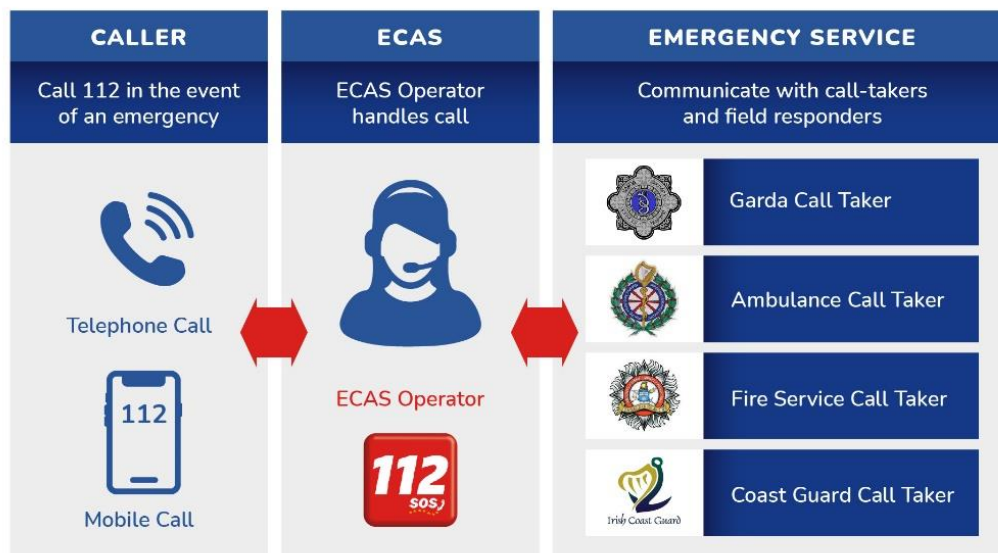 CALLER
Call 112 in the event
of an emergency
Telephone Call
112
Mobile Call
ECAS
ECAS Operator
handles call
ECAS Operator
112
SOS
EMERGENCY SERVICE
Communicate with call-takers
and field responders
Garda Call Taker
Ambulance Call Taker
Fire Service Call Taker
Irish Coast Guard
Coast Guard Call Taker